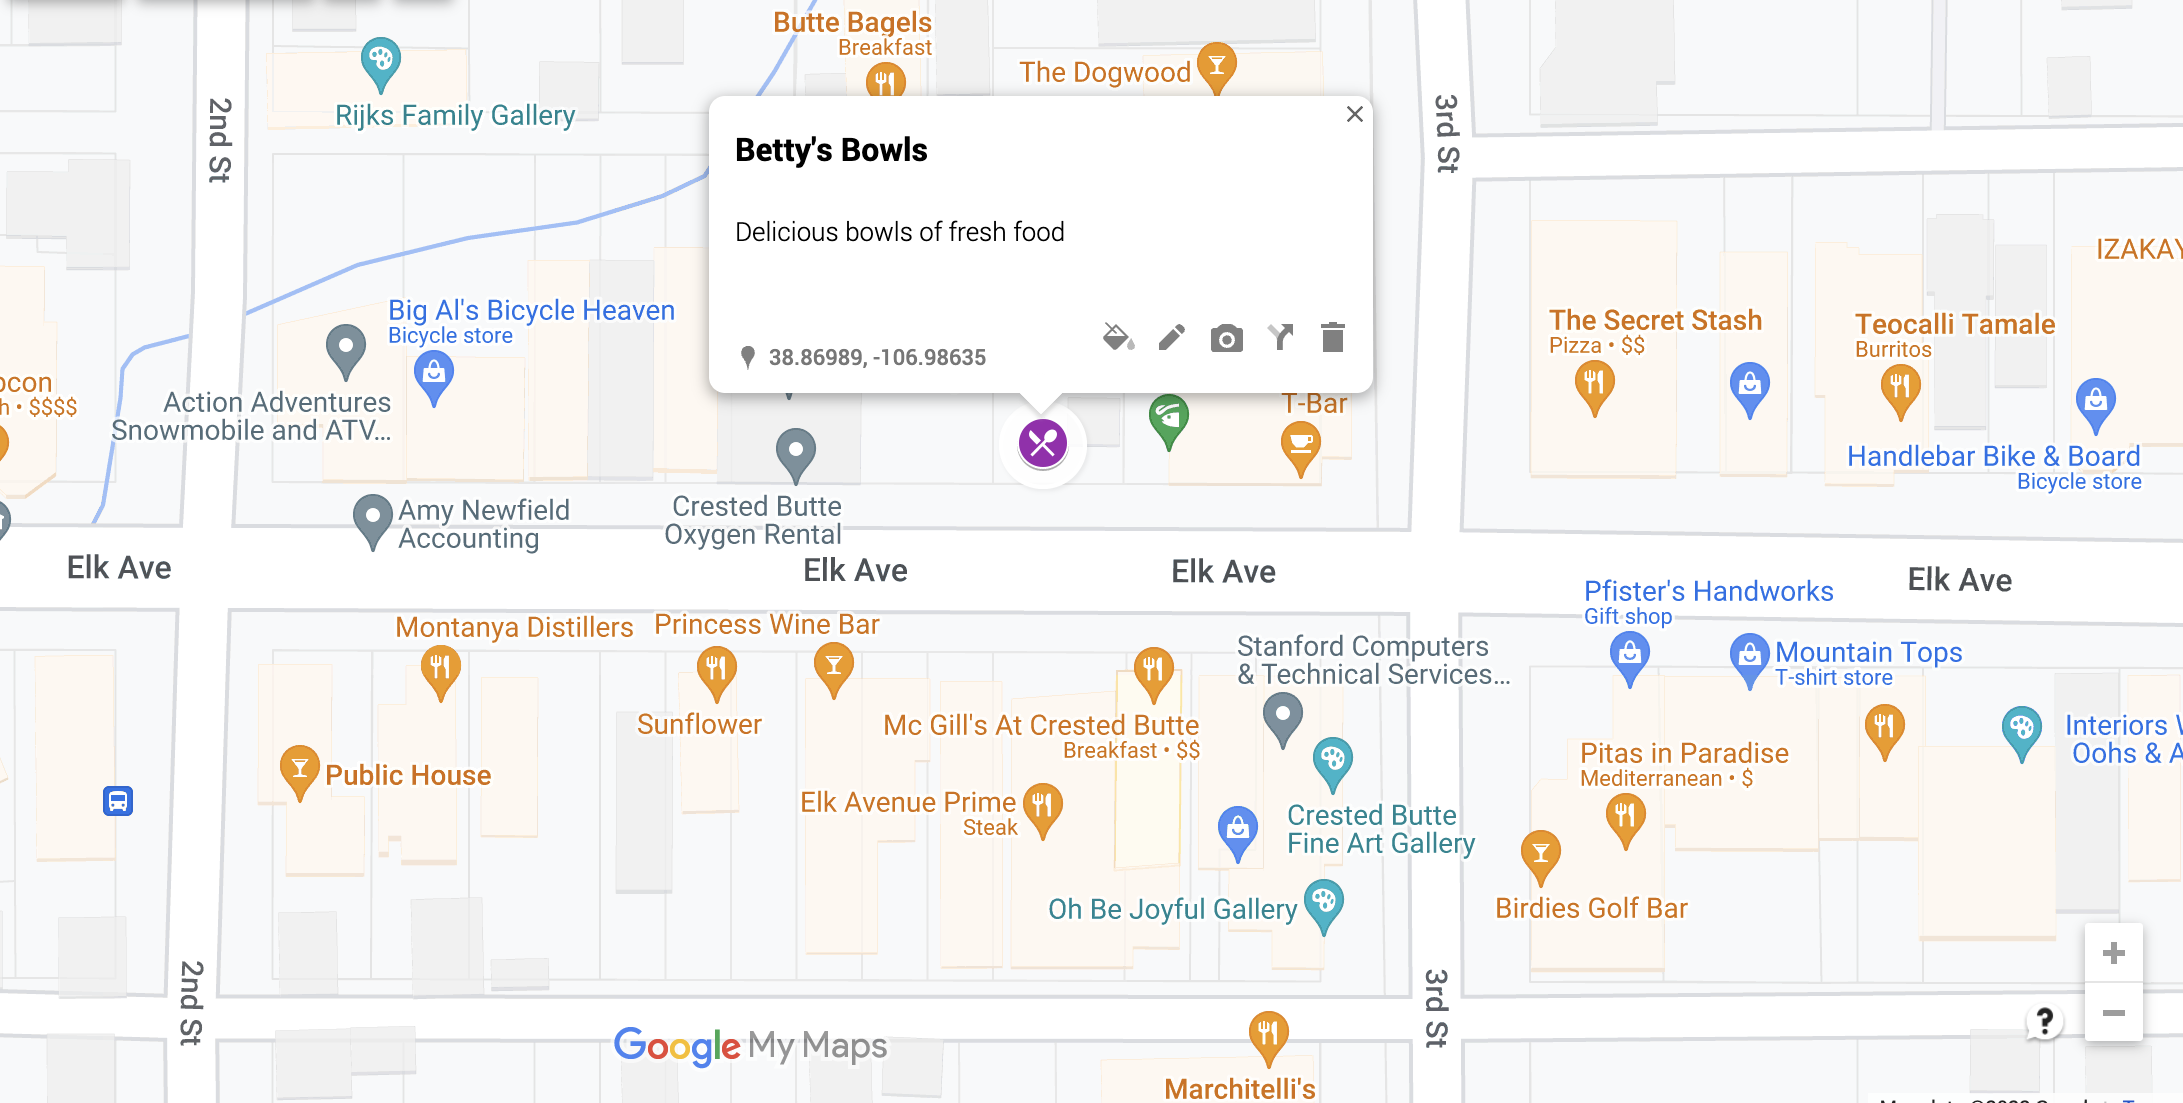 Butte Bagels
Breakfast
The Dogwood
Rijks Family Gallery
2nd St
3rd St
Betty's Bowls
Delicious bowls of fresh food
38.86989, -106.98635
Big Al's Bicycle Heaven
Bicycle store
Action Adventures
Snowmobile and ATV...
$$$$
T-Bar
The Secret Stash
Pizza • $$
Teocalli Tamale
Burritos
IZAKAY
Handlebar Bike & Board
Bicycle store
Amy Newfield
Accounting
Crested Butte
Oxygen Rental
Elk Ave
Elk Ave
Elk Ave
Elk Ave
Pfister's Handworks
Gift shop
Montanya Distillers
Princess Wine Bar
Stanford Computers
& Technical Services...
Mountain Tops
T-shirt store
Sunflower
Mc Gill's At Crested Butte
Breakfast • $$
Public House
Elk Avenue Prime
Steak
Crested Butte
Fine Art Gallery
Pitas in Paradise
Mediterranean • $
Interiors
Oohs &
Oh Be Joyful Gallery
Birdies Golf Bar
2nd St
3rd St
Google My Maps
Marchitelli's